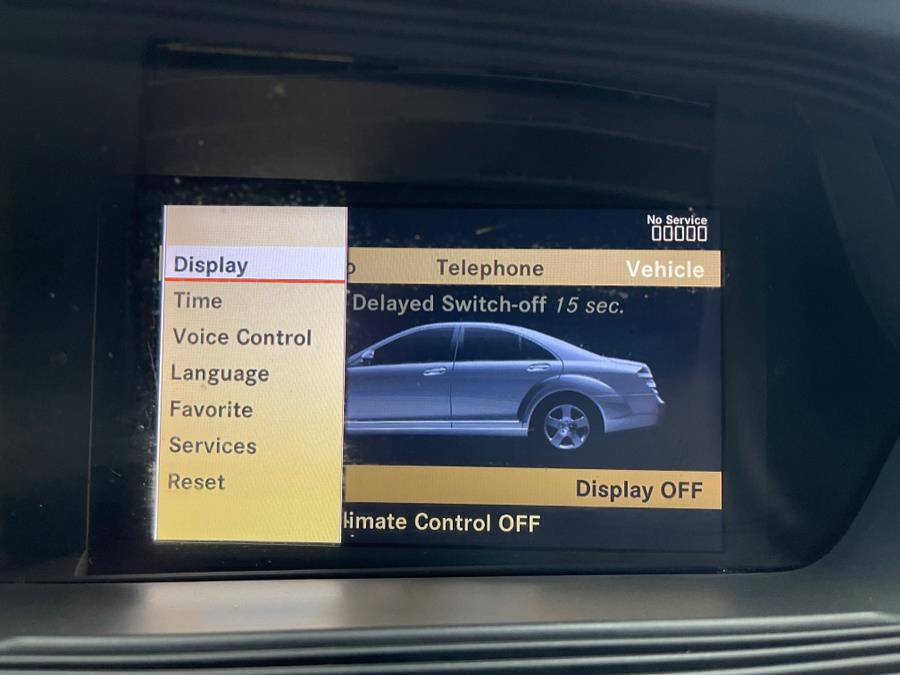 No Service
Display
Telephone Vehicle
Time
Delayed Switch-off 15 sec.
Voice Control
Language
Favorite
Services
Reset
Display OFF
limate Control OFF